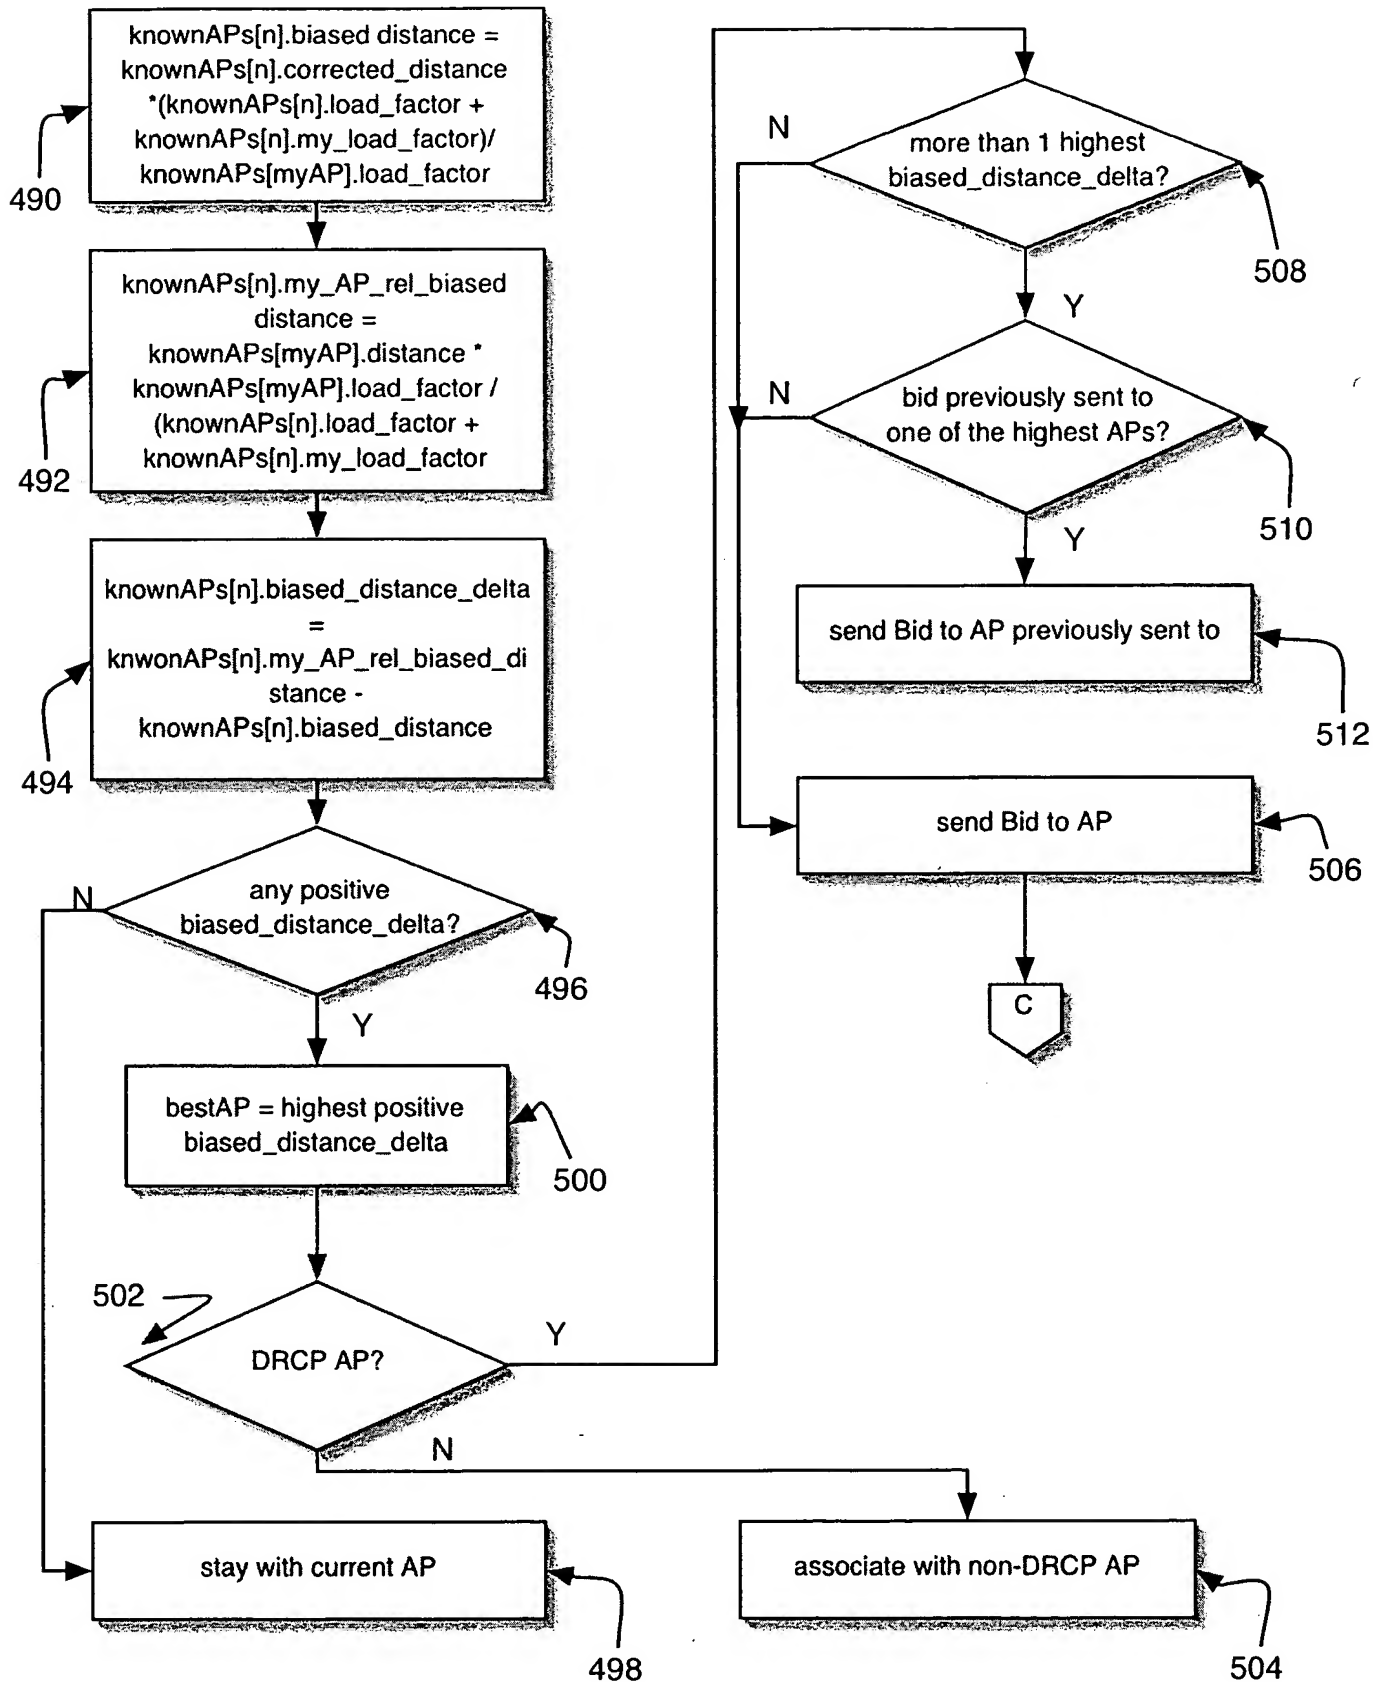 knownAPs[n].biased distance =
knownAPs[n].corrected_distance
*(knownAPs[n].load_factor +
knownAPs[n].my_load_factor)/
knownAPs[myAP].load_factor
490
knownAPs[n].my_AP_rel_biased
distance =
knownAPs[myAP].distance *
knownAPs[myAP].load_factor /
(knownAPs[n].load_factor +
knownAPs[n].my_load_factor
492
knownAPs[n].biased_distance_delta
=
knwonAPs[n].my_AP_rel_biased_di
stance -
knownAPs[n].biased_distance
494
any positive
biased_distance_delta?
N
496
Y
bestAP = highest positive
biased_distance_delta
500
502
DRCP AP?
Y
N
stay with current AP
498
associate with non-DRCP AP
504
more than 1 highest
biased_distance_delta?
N
508
Y
bid previously sent to
one of the highest APs?
N
510
Y
send Bid to AP previously sent to
512
send Bid to AP
506
C